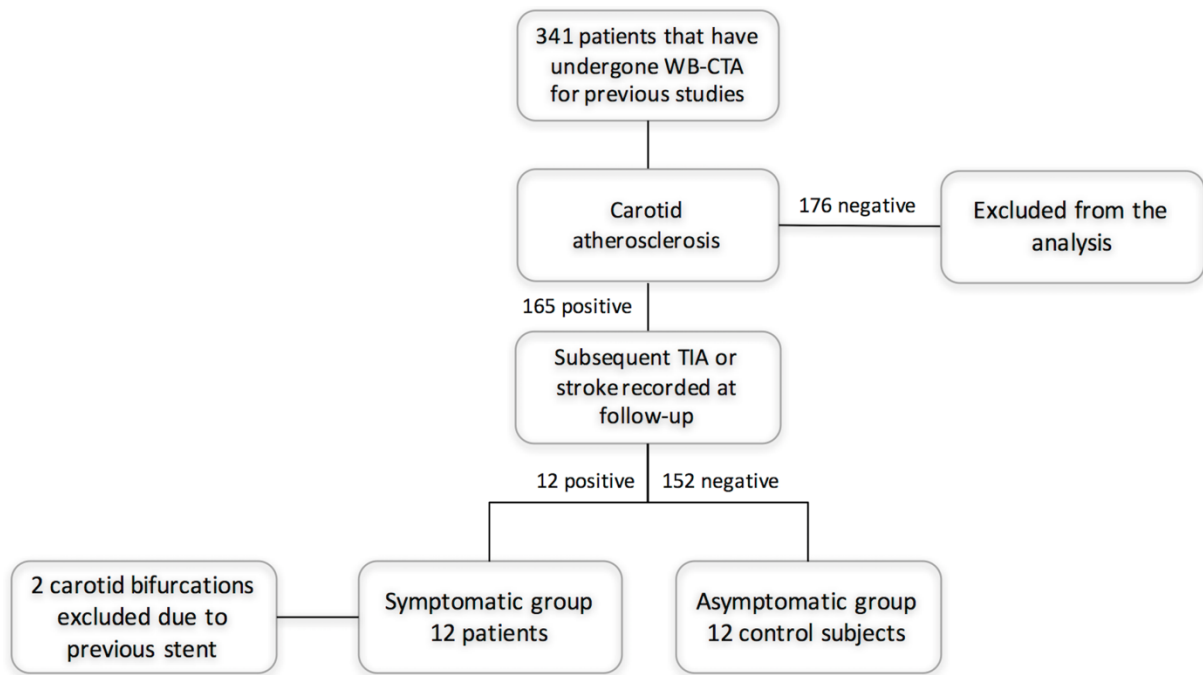 341 patients that have
undergone WB-CTA
for previous studies
Carotid
atherosclerosis
176 negative
Excluded from the
analysis
165 positive
Subsequent TIA or
stroke recorded at
follow-up
12 positive
152 negative
2 carotid bifurcations
excluded due to
previous stent
Symptomatic group
12 patients
Asymptomatic group
12 control subjects